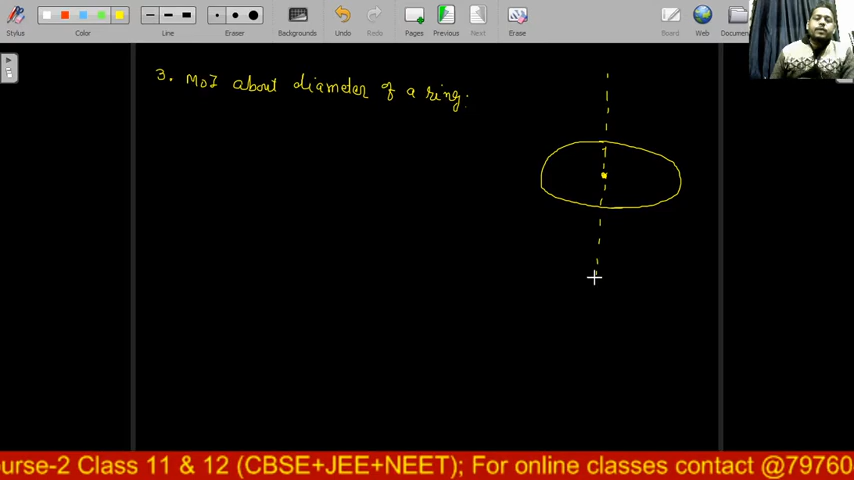 Stylus
Color
Line
Eraser
Backgrounds
Undo
Redo
Pages
Previous
Next
Erase
Board
Web
Documen
3. MOI about diameter of a ring:
ourse-2 Class 11 & 12 (CBSE+JEE+NEET); For online classes contact @79760